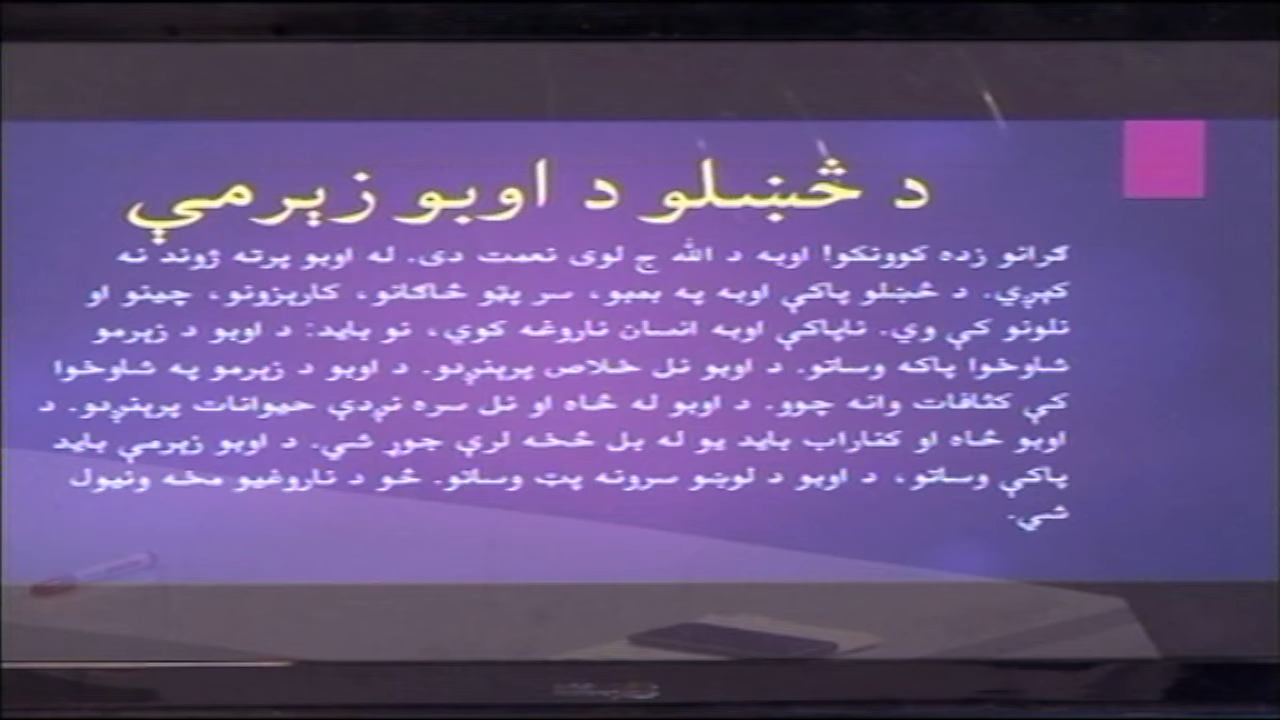 د څښلو د اوبو زېرمې
ګرانو زده کوونکو! اوبه د الله ج لوی نعمت دی. له اوبو پرته ژوند نه
کېږي. د څښلو پاکې اوبه په بمبو، سر پټو څاګانو، کارېزونو، چینو او
نلونو کې وي. ناپاکې اوبه انسان ناروغه کوي، نو باید: د اوبو د زېرمو
شاوخوا پاکه وساتو. د اوبو نل خلاص پرېنږدو. د اوبو د زېرمو په شاوخوا
کې کثافات وانه چوو. د اوبو له څاه او نل سره نږدې حیوانات پرېنږدو. د
اوبو څاه او کناراب باید یو له بل څخه لرې جوړ شي. د اوبو زېرمې باید
پاکې وساتو، د اوبو د لوښو سرونه پټ وساتو. څو د ناروغیو مخه ونیول
شي.